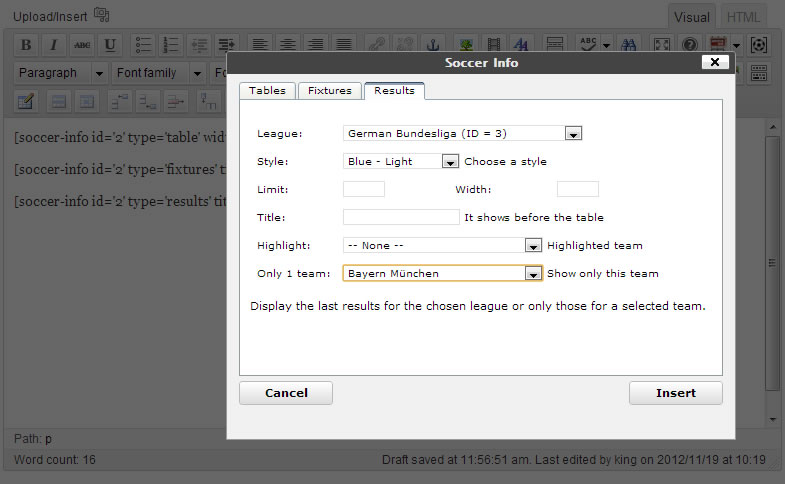 Upload/Insert
Visual HTML
B I ABC U ABC
Paragraph Font family Fo
Soccer Info
Tables Fixtures Results
League: German Bundesliga (ID = 3)
Style: Blue - Light Choose a style
Limit: Width:
Title: It shows before the table
Highlight: -- None -- Highlighted team
Only 1 team: Bayern München Show only this team
Display the last results for the chosen league or only those for a selected team.
Cancel Insert
[soccer-info id='2' type='table' wid
[soccer-info id='2' type='fixtures' t
[soccer-info id='2' type='results' tit
Path: p
Word count: 16 Draft saved at 11:56:51 am. Last edited by king on 2012/11/19 at 10:19